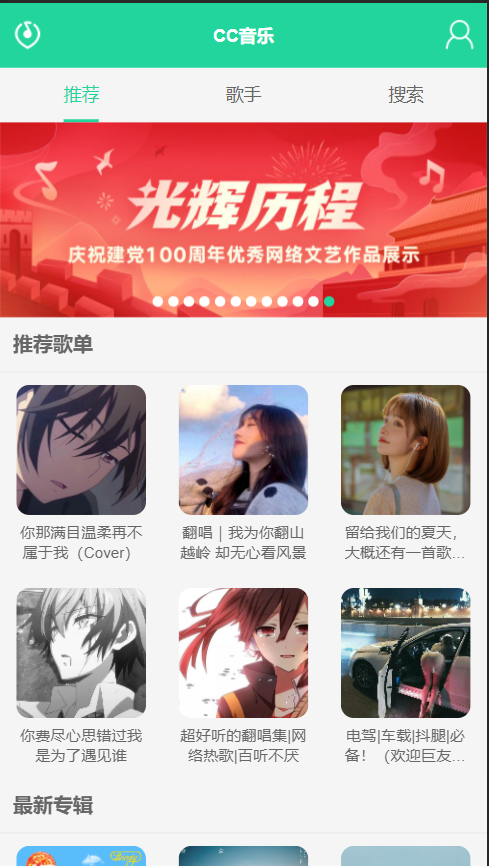 CC音乐
推荐
歌手
搜索
光辉历程
庆祝建党100周年优秀网络文艺作品展示
推荐歌单
你那满目温柔再不
属于我（Cover）
翻唱｜我为你翻山
越岭 却无心看风景
留给我们的夏天，
大概还有一首歌...
你费尽心思错过我
是为了遇见谁
超好听的翻唱集|网
络热歌|百听不厌
电驾|车载|抖腿|必
备！（欢迎巨友...
最新专辑